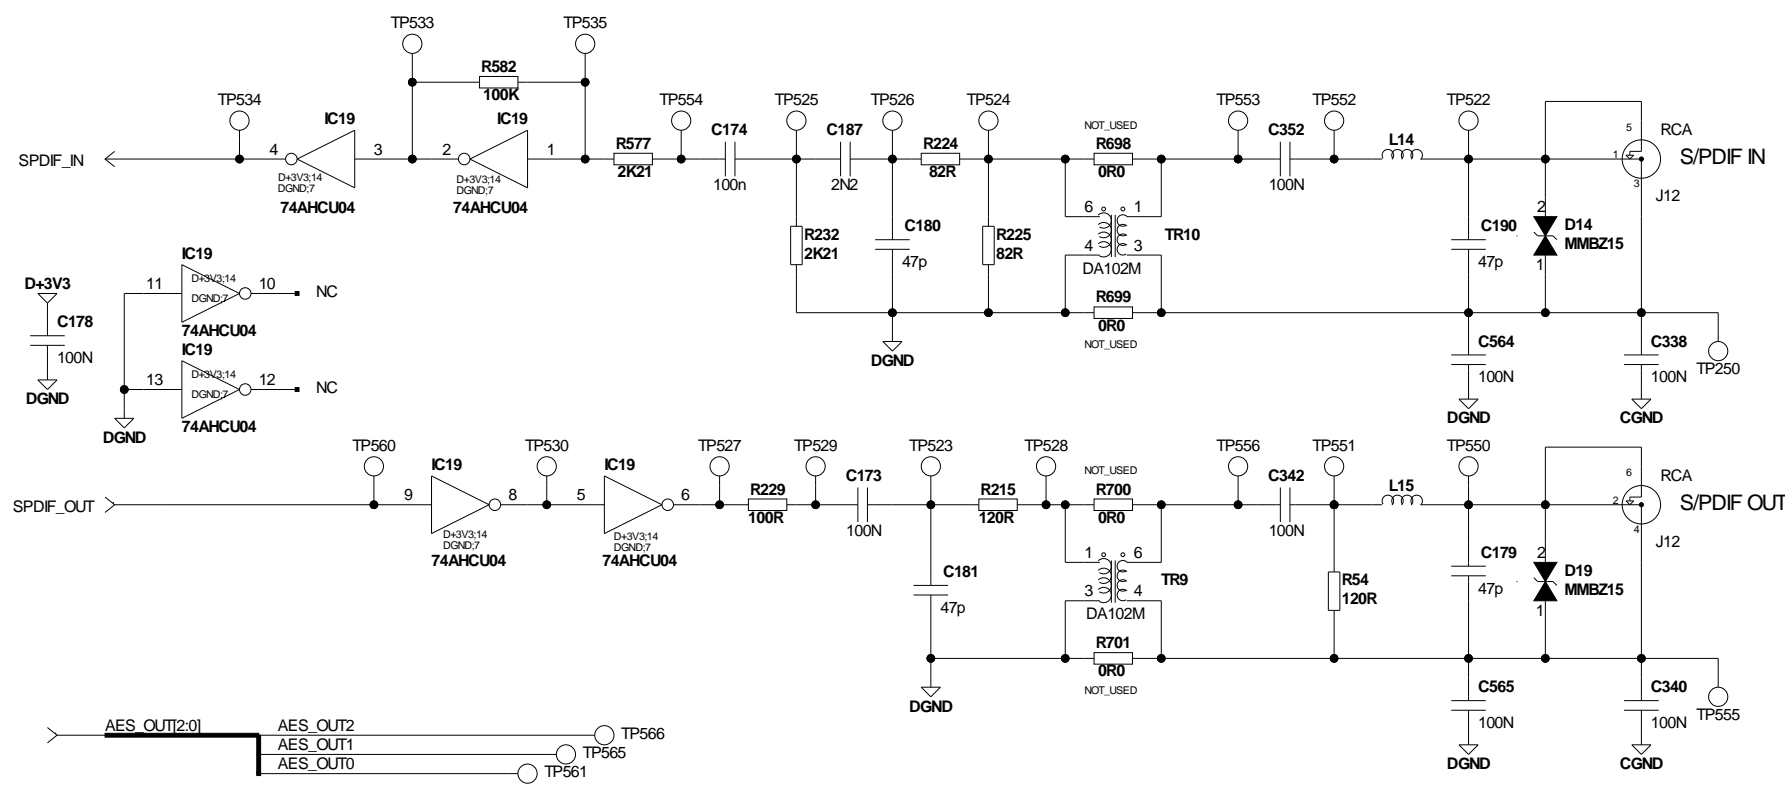 TP533
TP535
R582
100K
TP534
IC19
IC19
TP554
TP525
TP526
TP524
TP553
TP552
TP522
SPDIF_IN
4
3
D+3V3;14
DGND;7
74AHCU04
2
1
D+3V3;14
DGND;7
74AHCU04
R577
2K21
C174
100n
C187
2N2
R224
82R
NOT_USED
R698
0R0
C352
100N
L14
5
RCA
1
S/PDIF IN
3
J12
R232
2K21
C180
47p
R225
82R
6
1
4
3
TR10
DA102M
C190
47p
2
D14
MMBZ15
1
R699
0R0
NOT_USED
DGND
C564
100N
DGND
C338
100N
CGND
TP250
D+3V3
C178
100N
DGND
IC19
11
D+3V3;14
DGND;7
10
NC
74AHCU04
IC19
13
D+3V3;14
DGND;7
12
NC
74AHCU04
DGND
TP560
IC19
TP530
IC19
TP527
TP529
TP523
TP528
TP556
TP551
TP550
SPDIF_OUT
9
8
D+3V3;14
DGND;7
74AHCU04
5
6
D+3V3;14
DGND;7
74AHCU04
R229
100R
C173
100N
R215
120R
NOT_USED
R700
0R0
C342
100N
L15
6
RCA
2
S/PDIF OUT
4
J12
C181
47p
1
6
3
4
TR9
DA102M
R54
120R
C179
47p
2
D19
MMBZ15
1
R701
0R0
NOT_USED
DGND
C565
100N
DGND
C340
100N
CGND
TP555
AES_OUT[2:0]
AES_OUT2
TP566
AES_OUT1
TP565
AES_OUT0
TP561